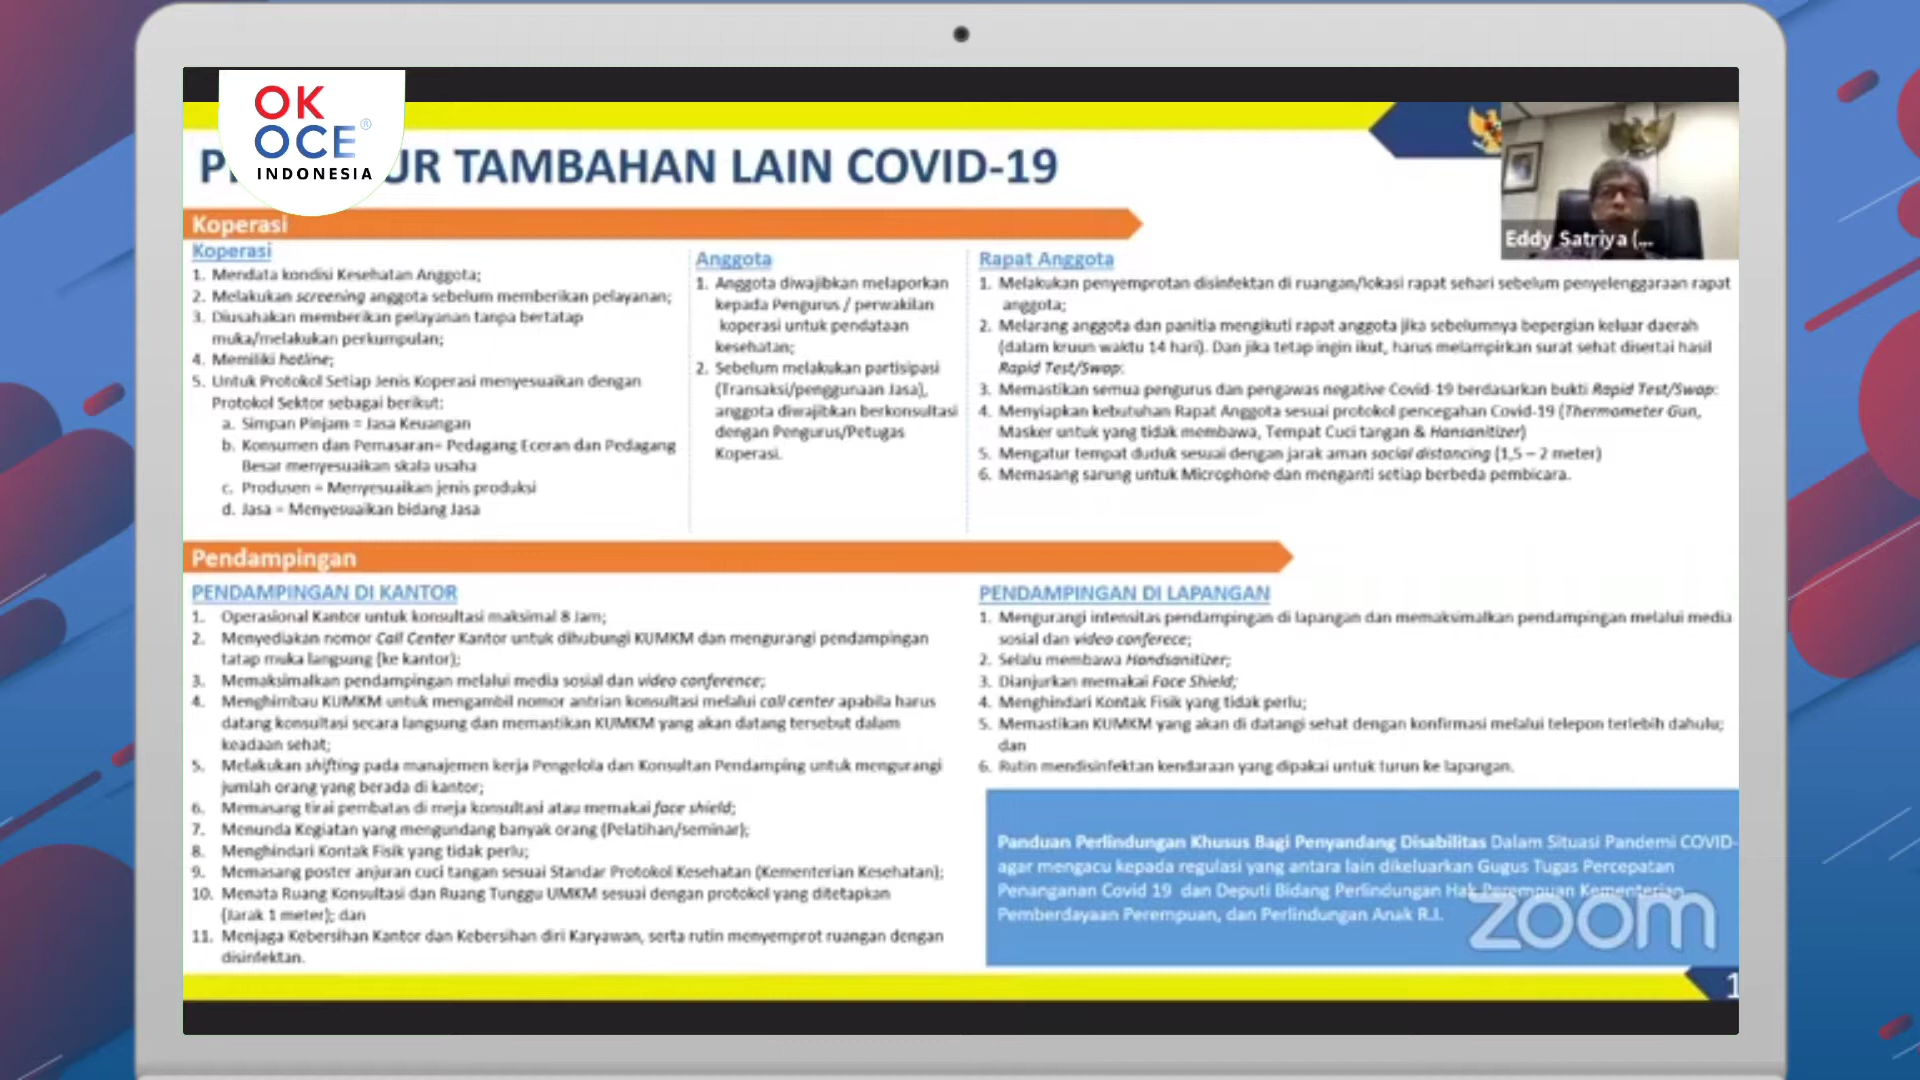 OK
OCE®
INDONESIA
UR TAMBAHAN LAIN COVID-19
Eddy Satriya (...
Koperasi
Koperasi
1. Mendata kondisi Kesehatan Anggota;
2. Melakukan screening anggota sebelum memberikan pelayanan;
3. Diusahakan memberikan pelayanan tanpa bertatap
muka/melakukan perkumpulan;
4. Memiliki hotline;
5. Untuk Protokol Setiap Jenis Koperasi menyesuaikan dengan
Protokol Sektor sebagai berikut:
a. Simpan Pinjam = Jasa Keuangan
b. Konsumen dan Pemasaran= Pedagang Eceran dan Pedagang
Besar menyesuaikan skala usaha
c. Produsen = Menyesuaikan jenis produksi
d. Jasa = Menyesuaikan bidang Jasa
Anggota
1. Anggota diwajibkan melaporkan
kepada Pengurus / perwakilan
koperasi untuk pendataan
kesehatan;
2. Sebelum melakukan partisipasi
(Transaksi/penggunaan Jasa),
anggota diwajibkan berkonsultasi
dengan Pengurus/Petugas
Koperasi.
Rapat Anggota
1. Melakukan penyemprotan disinfektan di ruangan/lokasi rapat sehari sebelum penyelenggaraan rapat
anggota;
2. Melarang anggota dan panitia mengikuti rapat anggota jika sebelumnya bepergian keluar daerah
(dalam kruun waktu 14 hari). Dan jika tetap ingin ikut, harus melampirkan surat sehat disertai hasil
Rapid Test/Swap.
3. Memastikan semua pengurus dan pengawas negative Covid-19 berdasarkan bukti Rapid Test/Swap.
4. Menyiapkan kebutuhan Rapat Anggota sesuai protokol pencegahan Covid-19 (Thermometer Gun,
Masker untuk yang tidak membawa, Tempat Cuci tangan & Hansanitizer)
5. Mengatur tempat duduk sesuai dengan jarak aman social distancing (1,5 – 2 meter)
6. Memasang sarung untuk Microphone dan menganti setiap berbeda pembicara.
Pendampingan
PENDAMPINGAN DI KANTOR
1. Operasional Kantor untuk konsultasi maksimal 8 Jam;
2. Menyediakan nomor Call Center Kantor untuk dihubungi KUMKM dan mengurangi pendampingan
tatap muka langsung (ke kantor);
3. Memaksimalkan pendampingan melalui media sosial dan video conference;
4. Menghimbau KUMKM untuk mengambil nomor antrian konsultasi melalui call center apabila harus
datang konsultasi secara langsung dan memastikan KUMKM yang akan datang tersebut dalam
keadaan sehat;
5. Melakukan shifting pada manajemen kerja Pengelola dan Konsultan Pendamping untuk mengurangi
jumlah orang yang berada di kantor;
6. Memasang tirai pembatas di meja konsultasi atau memakai face shield;
7. Menunda Kegiatan yang mengundang banyak orang (Pelatihan/seminar);
8. Menghindari Kontak Fisik yang tidak perlu;
9. Memasang poster anjuran cuci tangan sesuai Standar Protokol Kesehatan (Kementerian Kesehatan);
10. Menata Ruang Konsultasi dan Ruang Tunggu UMKM sesuai dengan protokol yang ditetapkan
(Jarak 1 meter); dan
11. Menjaga Kebersihan Kantor dan Kebersihan diri Karyawan, serta rutin menyemprot ruangan dengan
disinfektan.
PENDAMPINGAN DI LAPANGAN
1. Mengurangi intensitas pendampingan di lapangan dan memaksimalkan pendampingan melalui media
sosial dan video conferece;
2. Selalu membawa Handsanitizer;
3. Dianjurkan memakai Face Shield;
4. Menghindari Kontak Fisik yang tidak perlu;
5. Memastikan KUMKM yang akan di datangi sehat dengan konfirmasi melalui telepon terlebih dahulu;
dan
6. Rutin mendisinfektan kendaraan yang dipakai untuk turun ke lapangan.
Panduan Perlindungan Khusus Bagi Penyandang Disabilitas Dalam Situasi Pandemi COVID-
agar mengacu kepada regulasi yang antara lain dikeluarkan Gugus Tugas Percepatan
Penanganan Covid 19 dan Deputi Bidang Perlindungan Hak Perempuan Kementerian
Pemberdayaan Perempuan, dan Perlindungan Anak R.I.
zoom
1